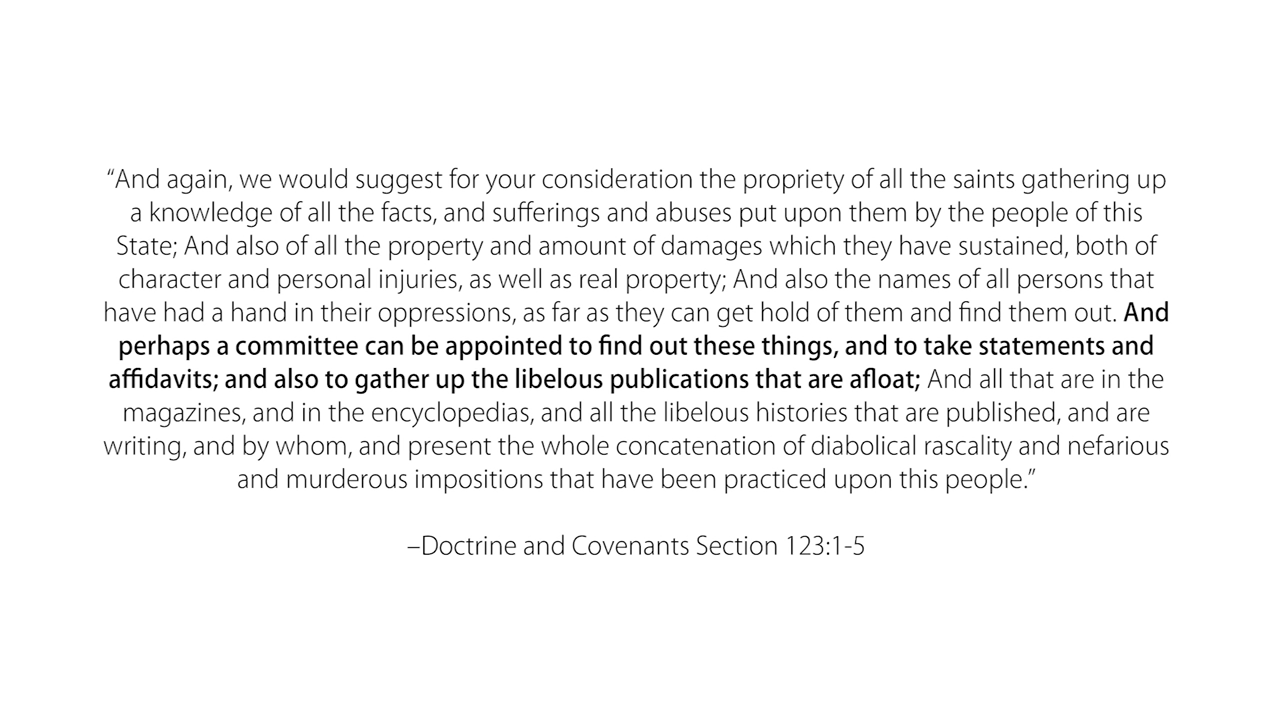 “And again, we would suggest for your consideration the propriety of all the saints gathering up
a knowledge of all the facts, and sufferings and abuses put upon them by the people of this
State; And also of all the property and amount of damages which they have sustained, both of
character and personal injuries, as well as real property; And also the names of all persons that
have had a hand in their oppressions, as far as they can get hold of them and find them out. And
perhaps a committee can be appointed to find out these things, and to take statements and
affidavits; and also to gather up the libelous publications that are afloat; And all that are in the
magazines, and in the encyclopedias, and all the libelous histories that are published, and are
writing, and by whom, and present the whole concatenation of diabolical rascality and nefarious
and murderous impositions that have been practiced upon this people.”
–Doctrine and Covenants Section 123:1-5